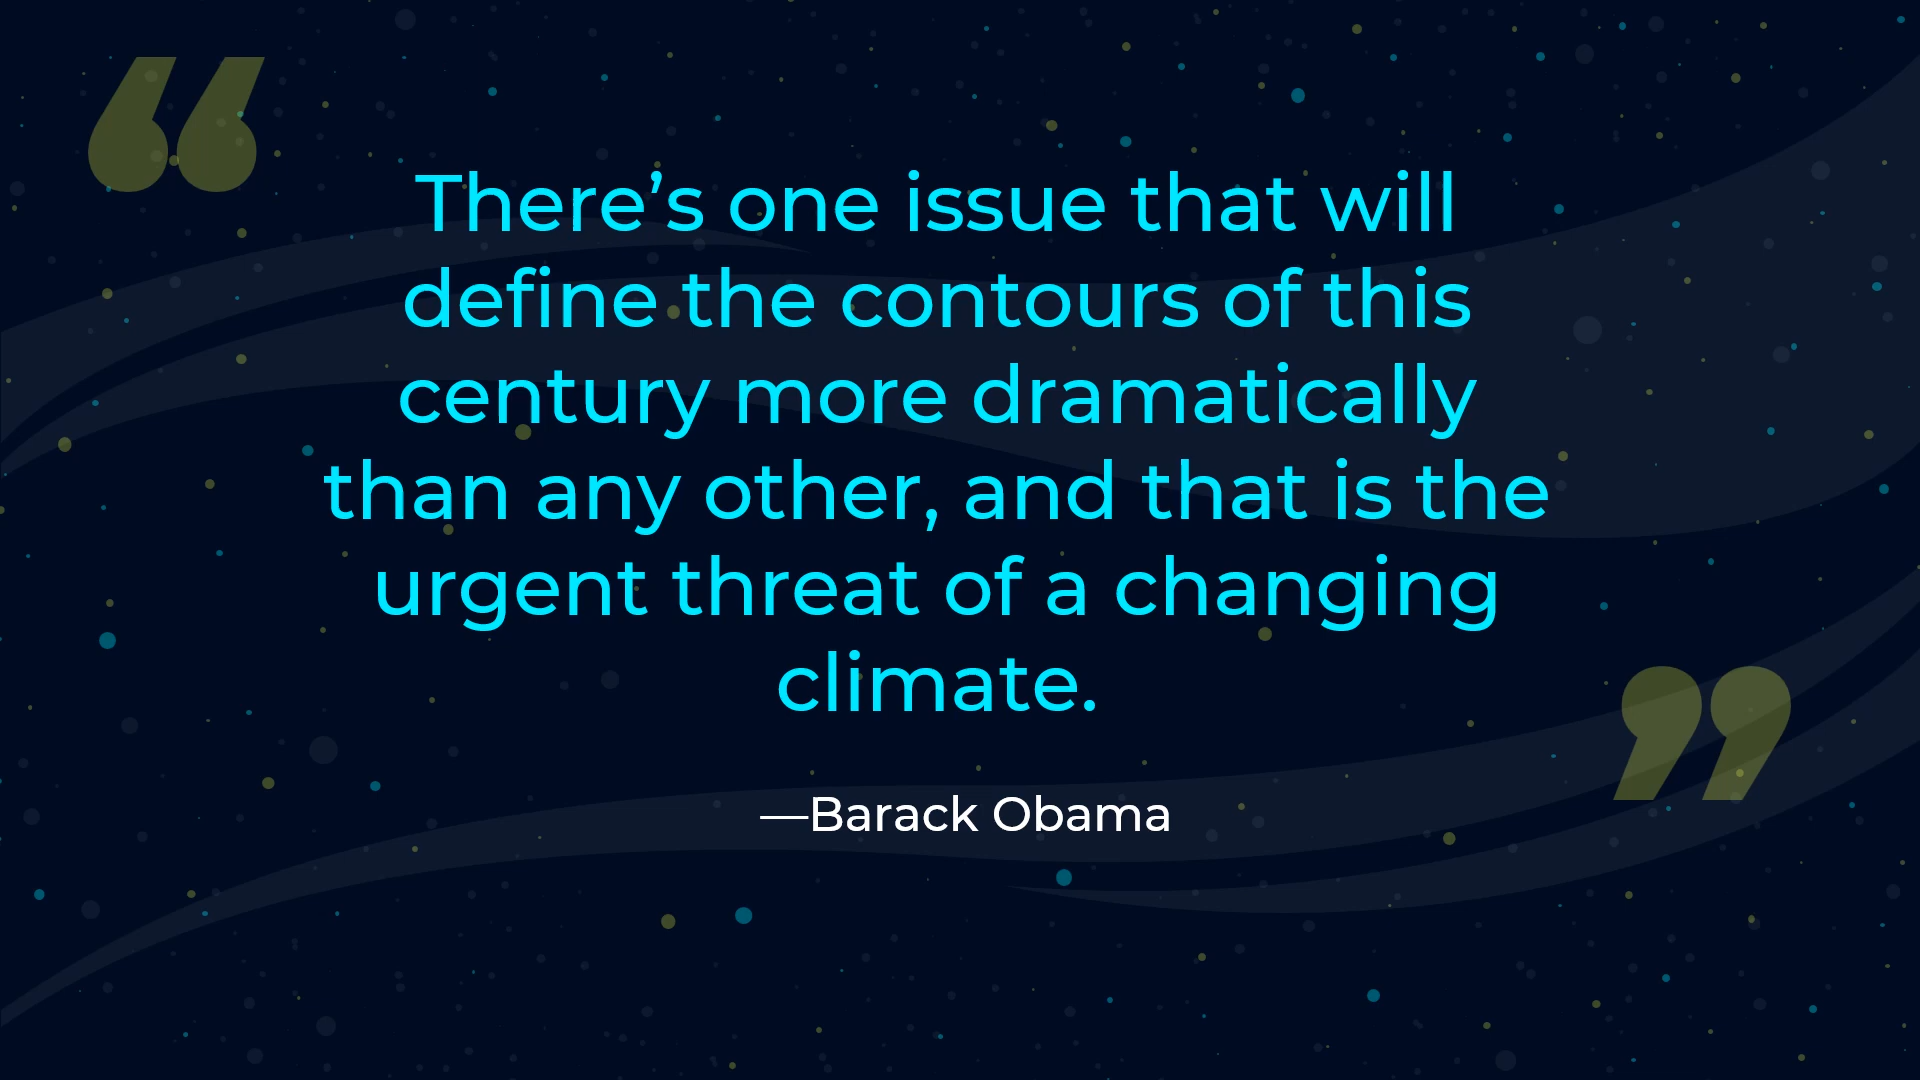 There’s one issue that will
define the contours of this
century more dramatically
than any other, and that is the
urgent threat of a changing
climate.
—Barack Obama